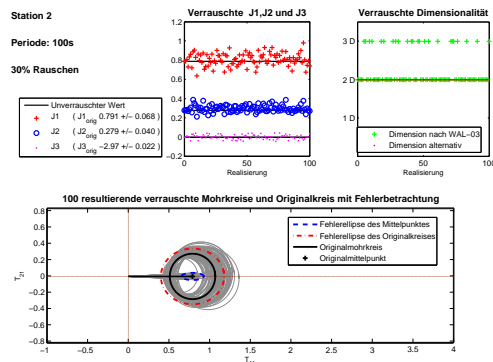 Station 2
Periode: 100s
30% Rauschen
Unverrauschter Wert
J1 ( J1orig 0.791 +/− 0.068 )
J2 ( J2orig 0.279 +/− 0.040 )
J3 ( J3orig -2.97 +/− 0.022 )
Verrauschte J1,J2 und J3
1.2
1
0.8
0.6
0.4
0.2
0
−0.2
0
50
100
Realisierung
Verrauschte Dimensionalität
3 D
2 D
1 D
Dimension nach WAL−03
Dimension alternativ
0
50
100
Realisierung
100 resultierende verrauschte Mohrkreise und Originalkreis mit Fehlerbetrachtung
Fehlerellipse des Mittelpunktes
Fehlerellipse des Originalkreises
Originalmohrkreis
Originalmittelpunkt
T21
0.8
0.6
0.4
0.2
0
−0.2
−0.4
−0.6
−0.8
−1
−0.5
0
0.5
1
1.5
2
2.5
3
3.5
4